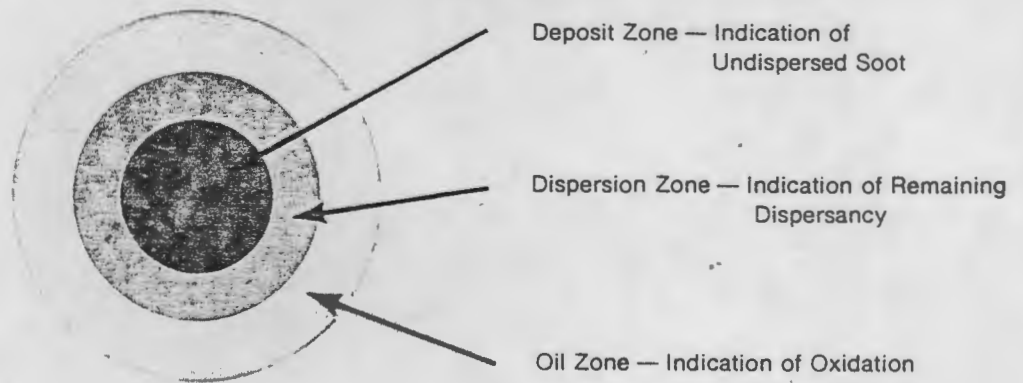 Deposit Zone — Indication of
Undispersed Soot
Dispersion Zone — Indication of Remaining
Dispersancy
Oil Zone — Indication of Oxidation